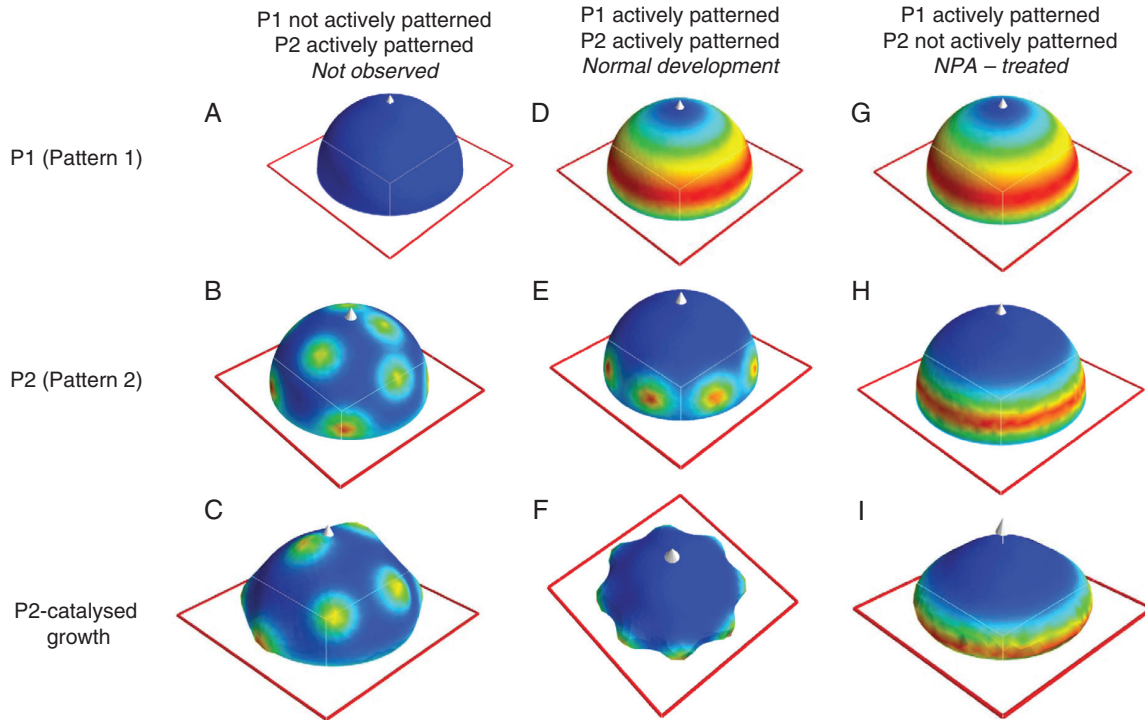 P1 not actively patterned
P2 actively patterned
Not observed
P1 actively patterned
P2 actively patterned
Normal development
P1 actively patterned
P2 not actively patterned
NPA – treated
A
D
G
P1 (Pattern 1)
B
E
H
P2 (Pattern 2)
C
F
I
P2-catalysed
growth